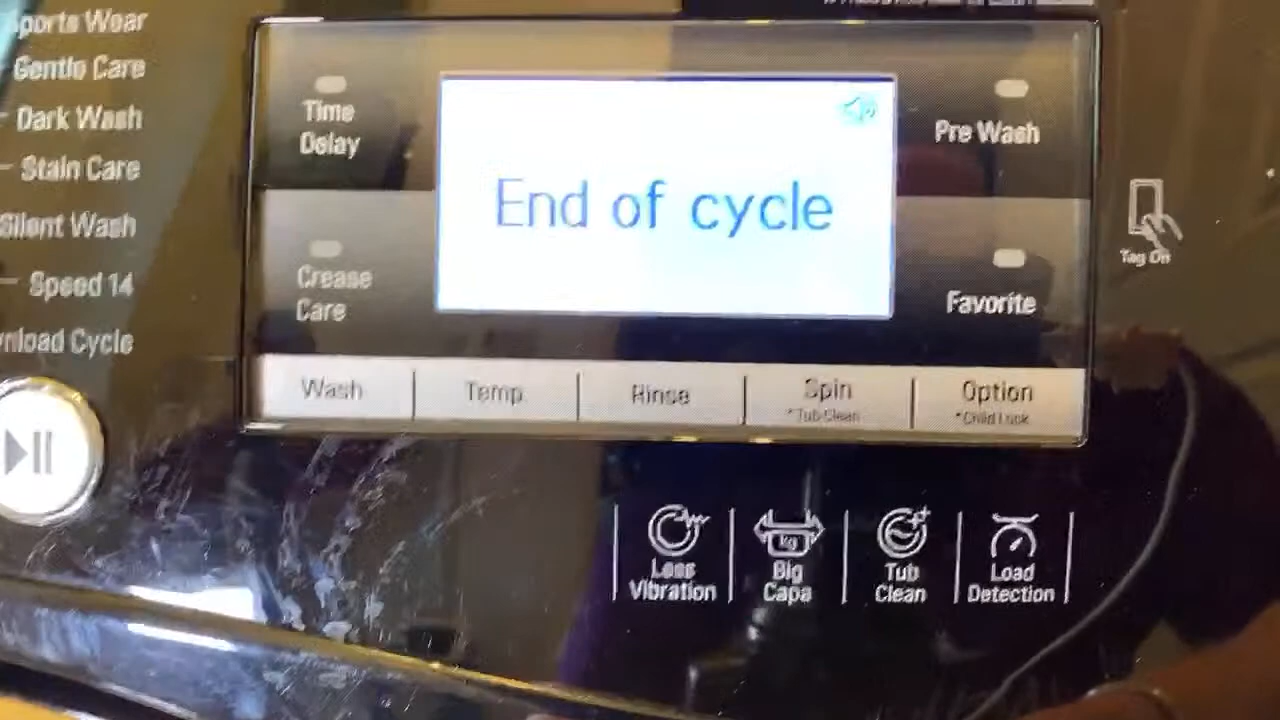 Sports Wear
Gentle Care
Dark Wash
Stain Care
Silent Wash
Speed 14
Cycle
Time
Delay
Crease
Care
End of cycle
Pre Wash
Favorite
Tag On
Wash
Temp
Rinse
Spin
*Tub Clean
Option
*Child Lock
Less
Vibration
kg
Big
Capa
Tub
Clean
Load
Detection